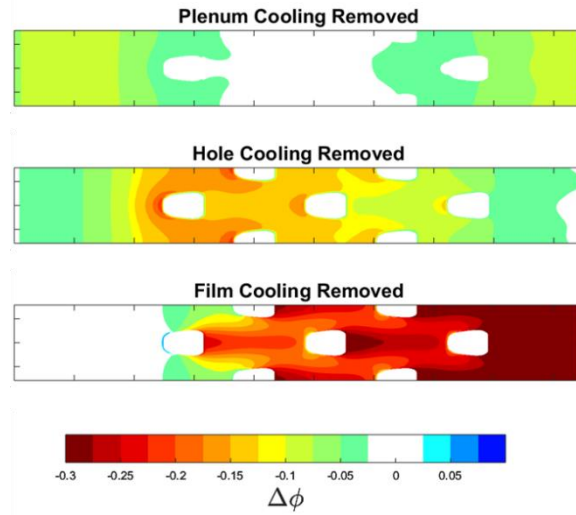 Plenum Cooling Removed
Hole Cooling Removed
Film Cooling Removed
-0.3 -0.25 -0.2 -0.15 -0.1 -0.05 0 0.05
Δϕ